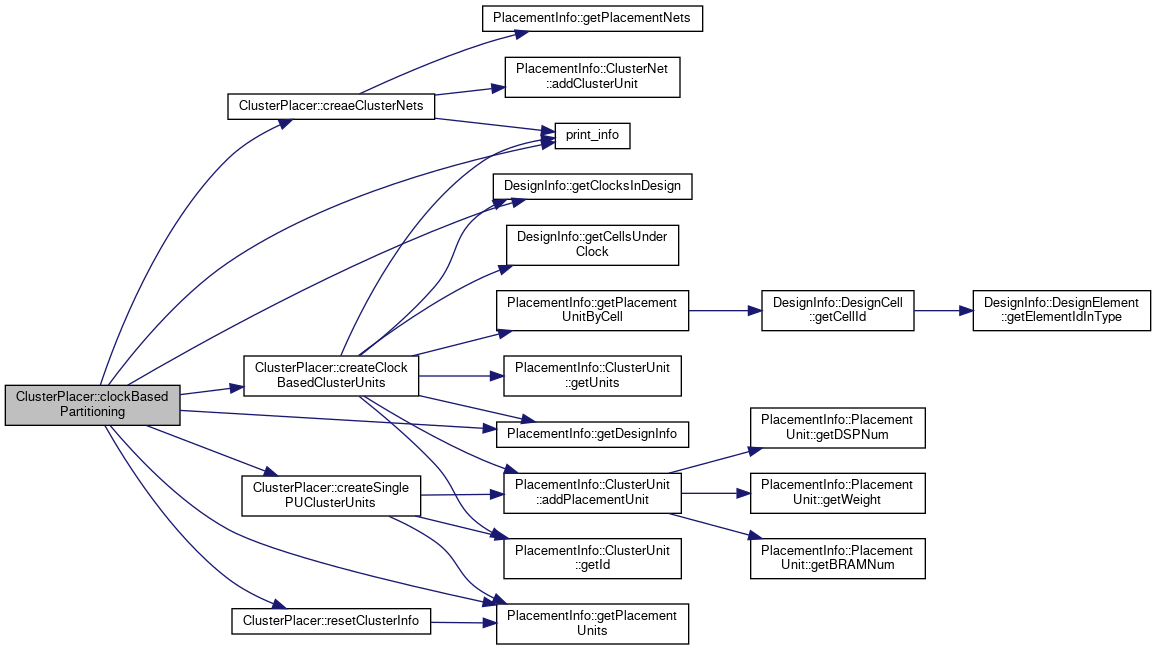 PlacementInfo::getPlacementNets
PlacementInfo::ClusterNet
::addClusterUnit
ClusterPlacer::creaeClusterNets
print_info
DesignInfo::getClocksInDesign
DesignInfo::getCellsUnder
Clock
PlacementInfo::getPlacement
UnitByCell
DesignInfo::DesignCell
::getCellId
DesignInfo::DesignElement
::getElementIdInType
ClusterPlacer::createClock
BasedClusterUnits
PlacementInfo::ClusterUnit
::getUnits
ClusterPlacer::clockBased
Partitioning
PlacementInfo::getDesignInfo
PlacementInfo::Placement
Unit::getDSPNum
ClusterPlacer::createSingle
PUClusterUnits
PlacementInfo::ClusterUnit
::addPlacementUnit
PlacementInfo::Placement
Unit::getWeight
PlacementInfo::ClusterUnit
::getId
PlacementInfo::Placement
Unit::getBRAMNum
ClusterPlacer::resetClusterInfo
PlacementInfo::getPlacement
Units